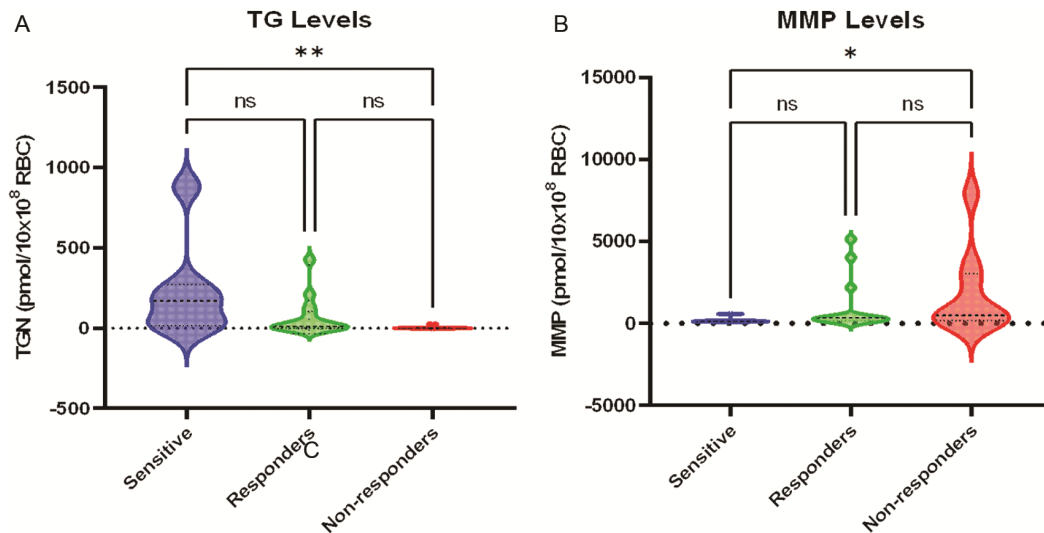 A
TG Levels
**
ns
ns
1500
1000
500
0
-500
TGN (pmol/10x10⁸ RBC)
Sensitive
Responders
Non-responders
C
B
MMP Levels
*
ns
ns
15000
10000
5000
0
-5000
MMP (pmol/10x10⁸ RBC)
Sensitive
Responders
Non-responders